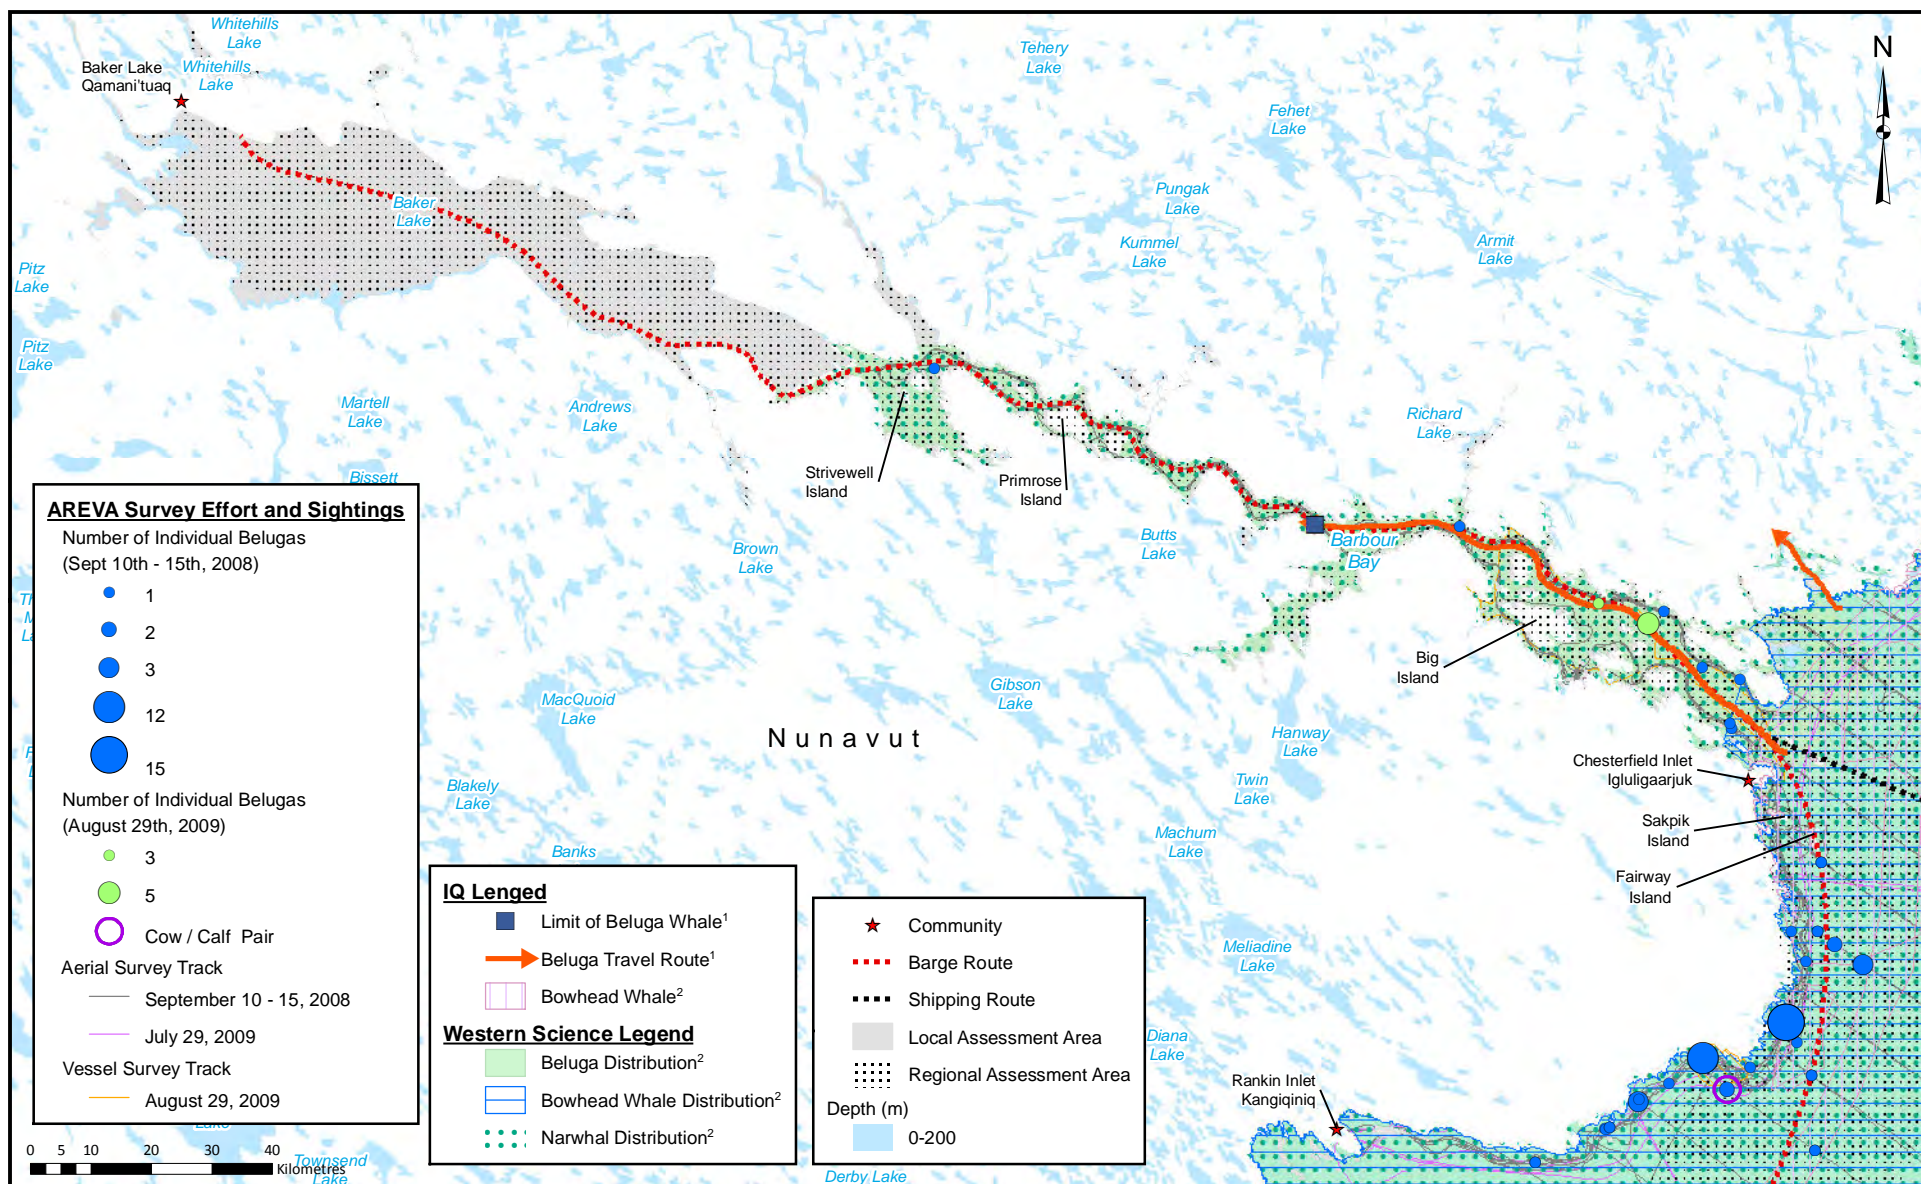 Whitehills
Lake
Baker Lake
Qamani'tuaq
Whitehills
Lake
Tehery
Lake
N
Fehet
Lake
Baker
Lake
Pungak
Lake
Kummel
Lake
Armit
Lake
Pitz
Lake
Pitz
Lake
Martell
Lake
Andrews
Lake
Richard
Lake
Bissett
Strivewell
Island
Primrose
Island
Brown
Lake
Butts
Lake
Barbour
Bay
Big
Island
MacQuoid
Lake
Gibson
Lake
Nunavut
Hanway
Lake
Chesterfield Inlet
Igluligaarjuk
Blakely
Lake
Twin
Lake
Sakpik
Island
Machum
Lake
Banks
Fairway
Island
Meliadine
Lake
Diana
Lake
Rankin Inlet
Kangiqiniq
Townsend
Lake
Lake
Derby Lake
AREVA Survey Effort and Sightings
Number of Individual Belugas
(Sept 10th - 15th, 2008)
1
2
3
12
15
Number of Individual Belugas
(August 29th, 2009)
3
5
Cow / Calf Pair
Aerial Survey Track
September 10 - 15, 2008
July 29, 2009
Vessel Survey Track
August 29, 2009
0 5 10 20 30 40
Kilometres
IQ Lenged
Limit of Beluga Whale¹
Beluga Travel Route¹
Bowhead Whale²
Western Science Legend
Beluga Distribution²
Bowhead Whale Distribution²
Narwhal Distribution²
Community
Barge Route
Shipping Route
Local Assessment Area
Regional Assessment Area
Depth (m)
0-200